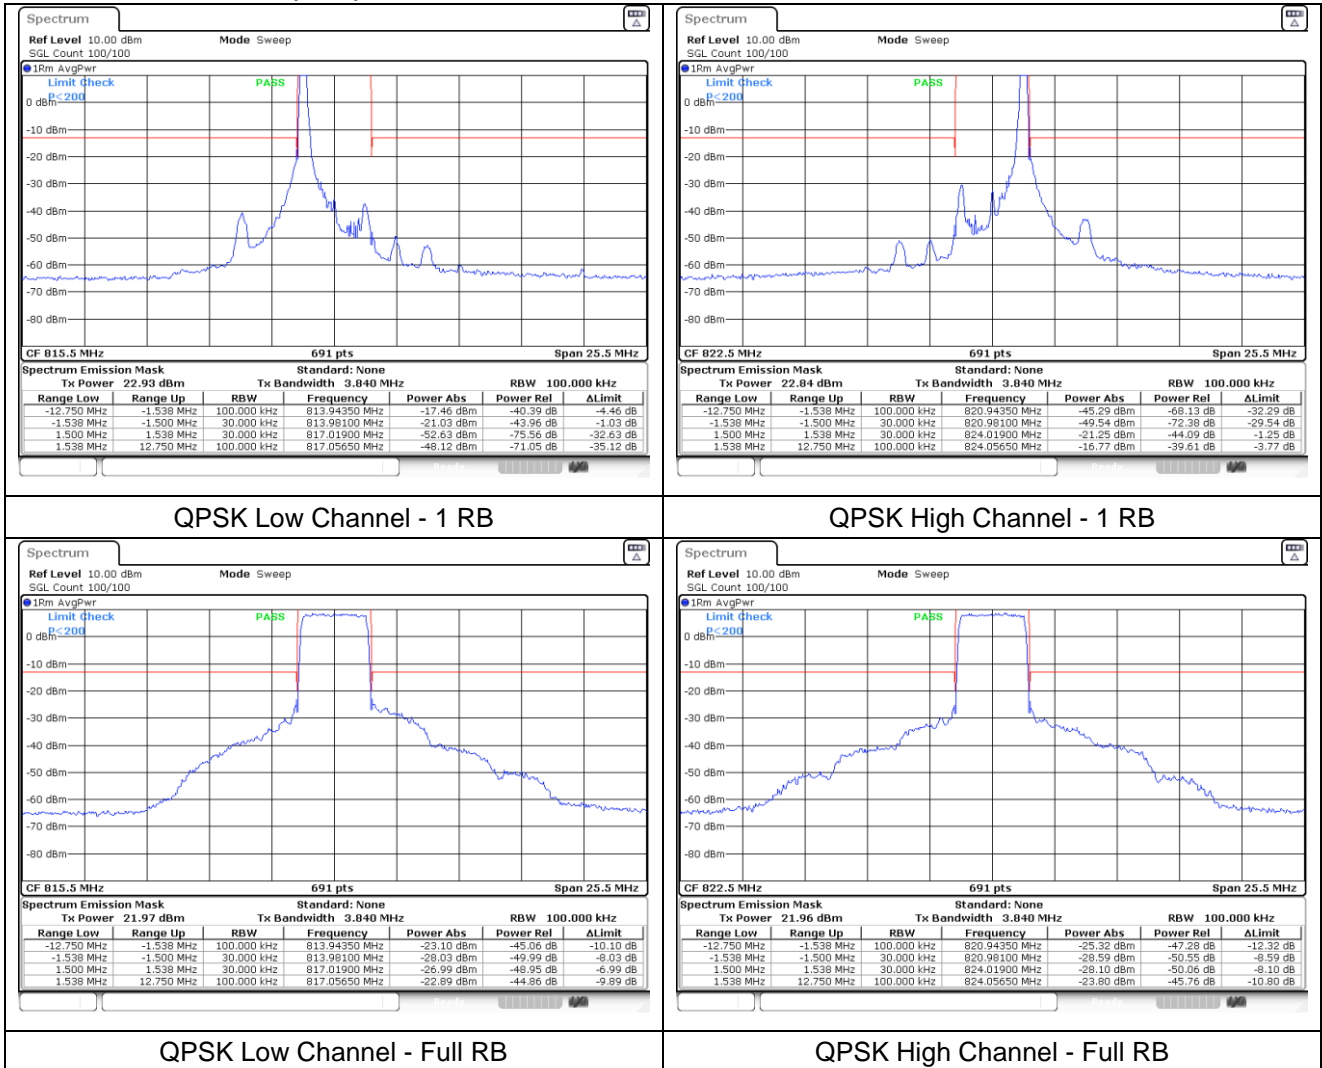 Spectrum
Ref Level 10.00 dBm Mode Sweep
SGL Count 100/100
1Rm AvgPwr
Limit Check PASS
P<200
0 dBm
-10 dBm
-20 dBm
-30 dBm
-40 dBm
-50 dBm
-60 dBm
-70 dBm
-80 dBm
CF 815.5 MHz 691 pts Span 25.5 MHz
Spectrum Emission Mask Standard: None
Tx Power 22.93 dBm Tx Bandwidth 3.840 MHz RBW 100.000 kHz
Range Low Range Up RBW Frequency Power Abs Power Rel ΔLimit
-12.750 MHz -1.538 MHz 100.000 kHz 813.94350 MHz -17.46 dBm -40.39 dB -4.46 dB
-1.538 MHz -1.500 MHz 30.000 kHz 813.98100 MHz -21.03 dBm -43.96 dB -1.03 dB
1.500 MHz 1.538 MHz 30.000 kHz 817.01900 MHz -52.63 dBm -75.56 dB -32.63 dB
1.538 MHz 12.750 MHz 100.000 kHz 817.05650 MHz -48.12 dBm -71.05 dB -35.12 dB
QPSK Low Channel - 1 RB
Spectrum
Ref Level 10.00 dBm Mode Sweep
SGL Count 100/100
1Rm AvgPwr
Limit Check PASS
P<200
0 dBm
-10 dBm
-20 dBm
-30 dBm
-40 dBm
-50 dBm
-60 dBm
-70 dBm
-80 dBm
CF 822.5 MHz 691 pts Span 25.5 MHz
Spectrum Emission Mask Standard: None
Tx Power 22.84 dBm Tx Bandwidth 3.840 MHz RBW 100.000 kHz
Range Low Range Up RBW Frequency Power Abs Power Rel ΔLimit
-12.750 MHz -1.538 MHz 100.000 kHz 820.94350 MHz -45.29 dBm -68.13 dB -32.29 dB
-1.538 MHz -1.500 MHz 30.000 kHz 820.98100 MHz -49.54 dBm -72.38 dB -29.54 dB
1.500 MHz 1.538 MHz 30.000 kHz 824.01900 MHz -21.25 dBm -44.09 dB -1.25 dB
1.538 MHz 12.750 MHz 100.000 kHz 824.05650 MHz -16.77 dBm -39.61 dB -3.77 dB
QPSK High Channel - 1 RB
Spectrum
Ref Level 10.00 dBm Mode Sweep
SGL Count 100/100
1Rm AvgPwr
Limit Check PASS
P<200
0 dBm
-10 dBm
-20 dBm
-30 dBm
-40 dBm
-50 dBm
-60 dBm
-70 dBm
-80 dBm
CF 815.5 MHz 691 pts Span 25.5 MHz
Spectrum Emission Mask Standard: None
Tx Power 21.97 dBm Tx Bandwidth 3.840 MHz RBW 100.000 kHz
Range Low Range Up RBW Frequency Power Abs Power Rel ΔLimit
-12.750 MHz -1.538 MHz 100.000 kHz 813.94350 MHz -23.10 dBm -45.06 dB -10.10 dB
-1.538 MHz -1.500 MHz 30.000 kHz 813.98100 MHz -28.03 dBm -49.99 dB -8.03 dB
1.500 MHz 1.538 MHz 30.000 kHz 817.01900 MHz -26.99 dBm -48.95 dB -6.99 dB
1.538 MHz 12.750 MHz 100.000 kHz 817.05650 MHz -22.89 dBm -44.86 dB -9.89 dB
QPSK Low Channel - Full RB
Spectrum
Ref Level 10.00 dBm Mode Sweep
SGL Count 100/100
1Rm AvgPwr
Limit Check PASS
P<200
0 dBm
-10 dBm
-20 dBm
-30 dBm
-40 dBm
-50 dBm
-60 dBm
-70 dBm
-80 dBm
CF 822.5 MHz 691 pts Span 25.5 MHz
Spectrum Emission Mask Standard: None
Tx Power 21.96 dBm Tx Bandwidth 3.840 MHz RBW 100.000 kHz
Range Low Range Up RBW Frequency Power Abs Power Rel ΔLimit
-12.750 MHz -1.538 MHz 100.000 kHz 820.94350 MHz -25.32 dBm -47.28 dB -12.32 dB
-1.538 MHz -1.500 MHz 30.000 kHz 820.98100 MHz -28.59 dBm -50.55 dB -8.59 dB
1.500 MHz 1.538 MHz 30.000 kHz 824.01900 MHz -28.10 dBm -50.06 dB -8.10 dB
1.538 MHz 12.750 MHz 100.000 kHz 824.05650 MHz -23.80 dBm -45.76 dB -10.80 dB
QPSK High Channel - Full RB